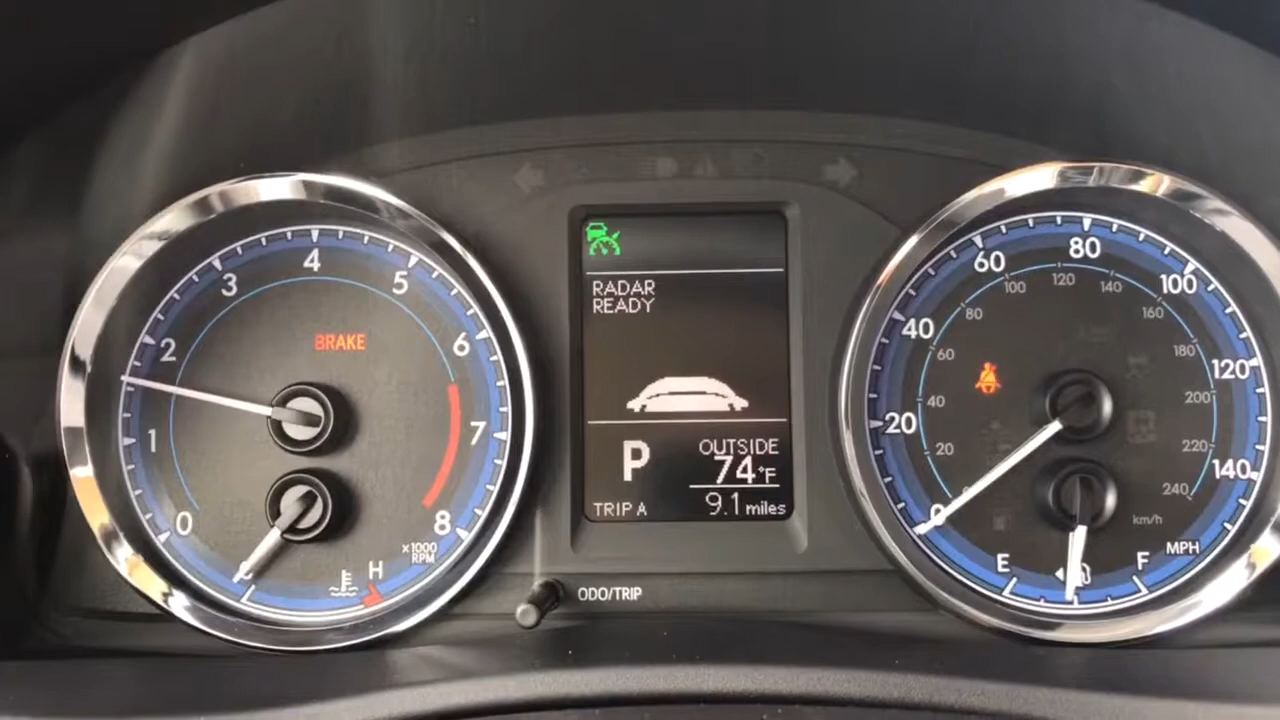 0
1
2
3
4
5
6
7
8
x1000
RPM
BRAKE
H
RADAR
READY
P
OUTSIDE
74°F
TRIP A 9.1 miles
ODO/TRIP
0
20
40
60
80
100
120
140
MPH
20
40
60
80
100
120
140
160
180
200
220
240
km/h
E
F